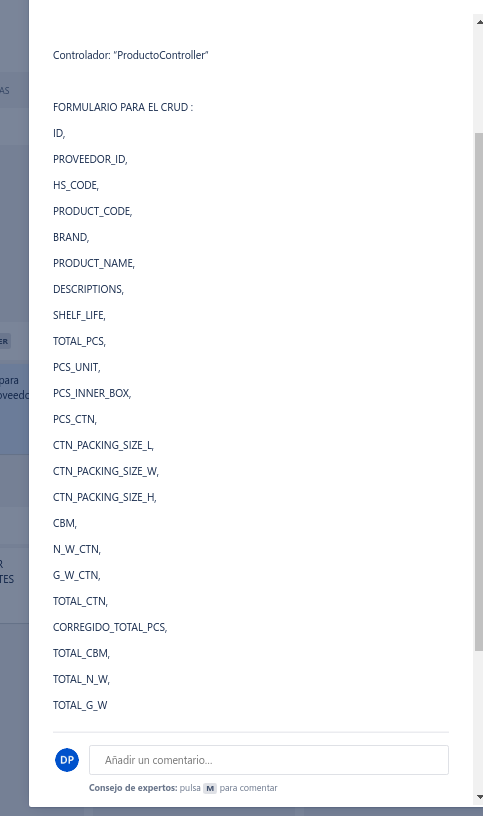 Controlador: "ProductoController"
AS
FORMULARIO PARA EL CRUD :
ID,
PROVEEDOR_ID,
HS_CODE,
PRODUCT_CODE,
BRAND,
PRODUCT_NAME,
DESCRIPTIONS,
SHELF_LIFE,
TOTAL_PCS,
ER
PCS_UNIT,
para
oveedo
PCS_INNER_BOX,
PCS_CTN,
CTN_PACKING_SIZE_L,
CTN_PACKING_SIZE_W,
CTN_PACKING_SIZE_H,
CBM,
N_W_CTN,
R
TES
G_W_CTN,
TOTAL_CTN,
CORREGIDO_TOTAL_PCS,
TOTAL_CBM,
TOTAL_N_W,
TOTAL_G_W
DP
Añadir un comentario...
Consejo de expertos: pulsa M para comentar